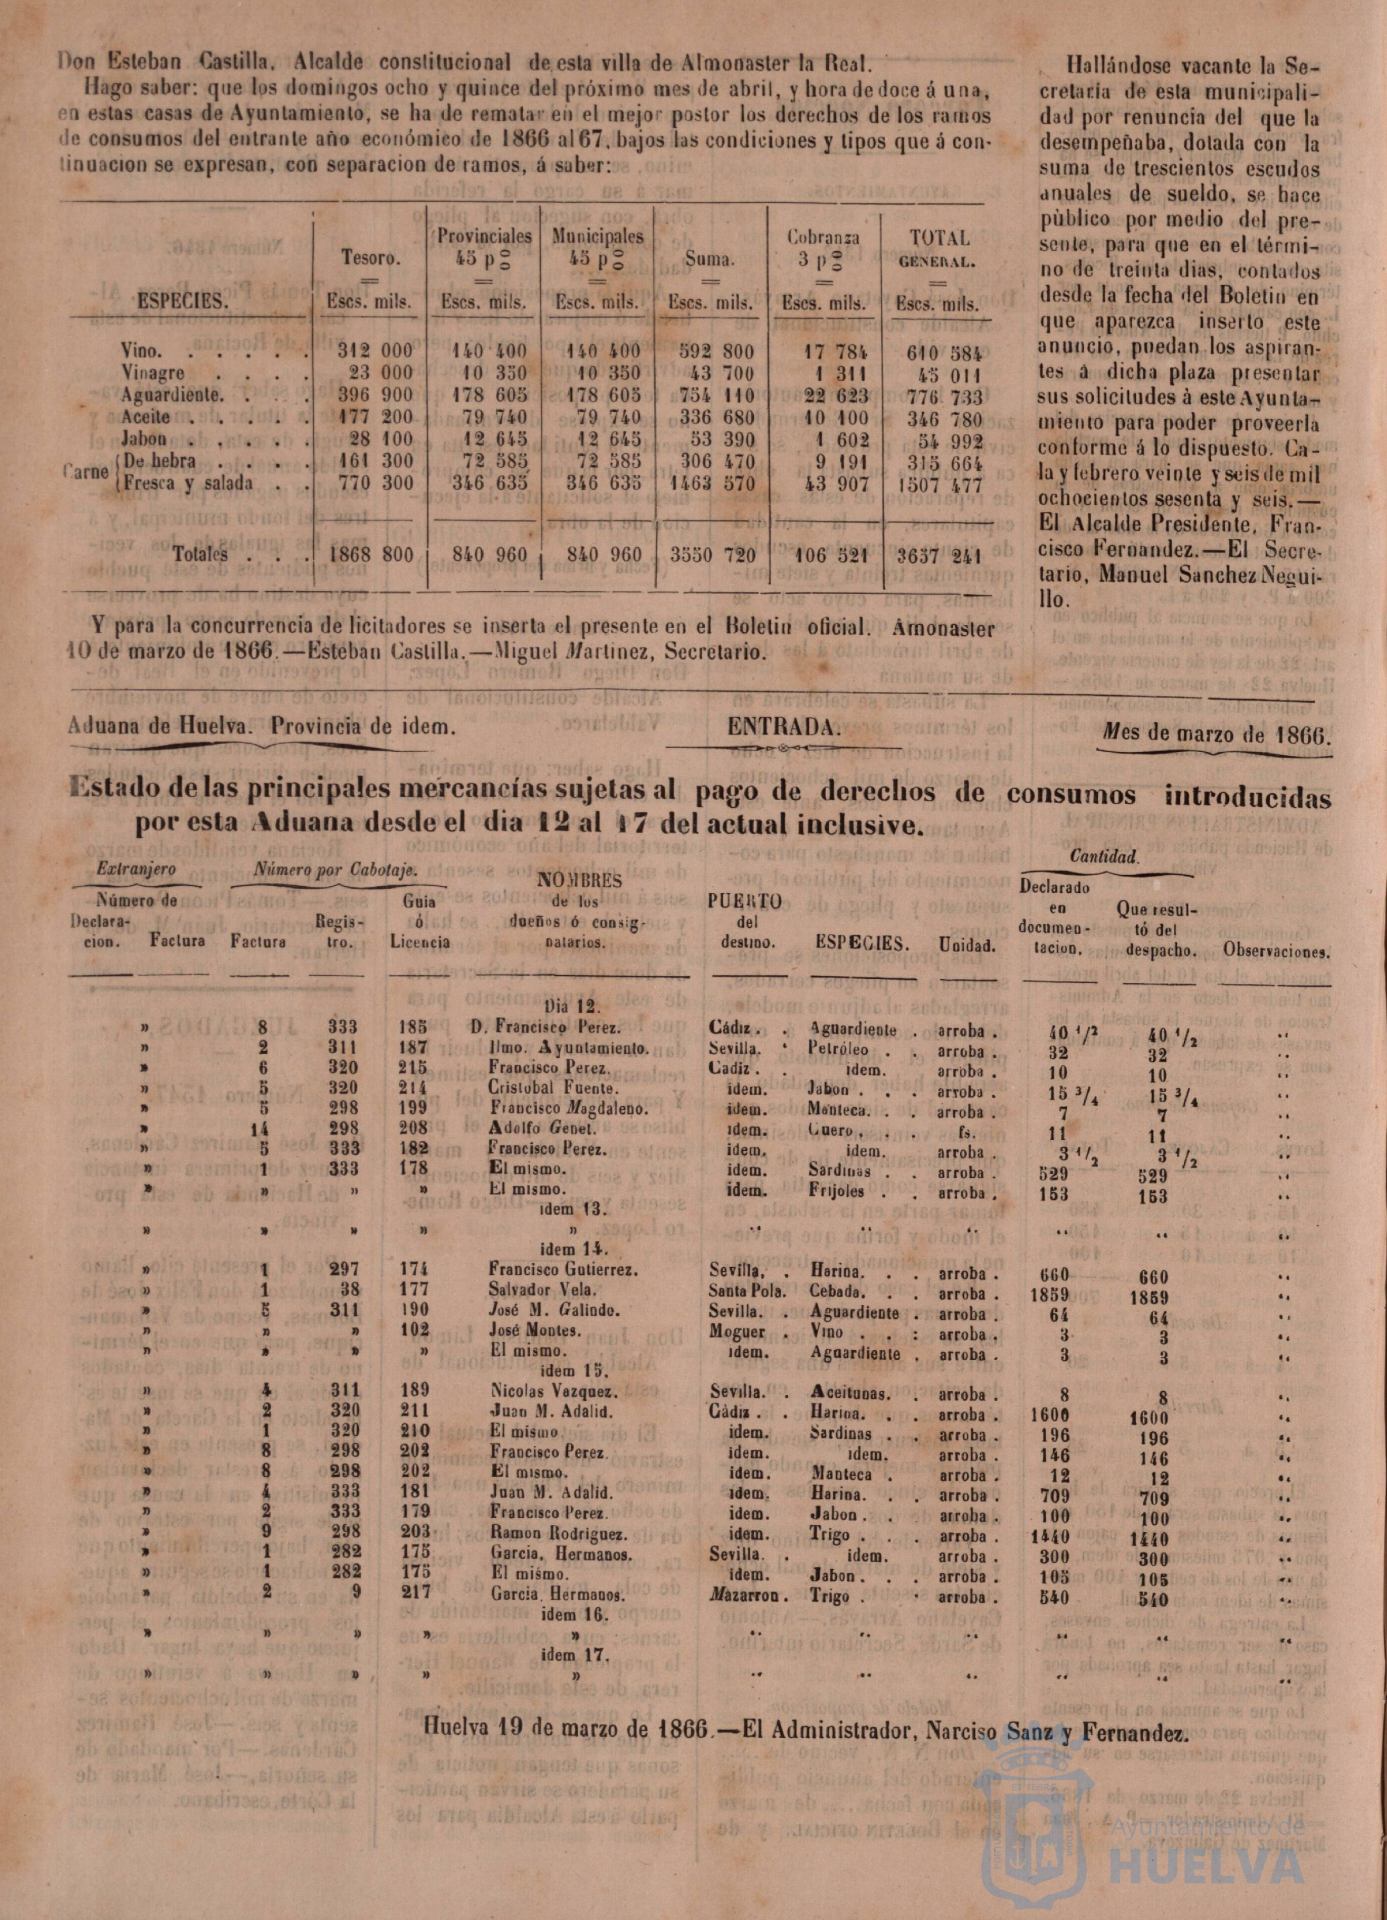 Don Esteban Castilla, Alcalde constitucional de esta villa de Almonaster la Real.
Hago saber: que los domingos ocho y quince del próximo mes de abril, y hora de doce á una,
en estas casas de Ayuntamiento, se ha de rematar en el mejor postor los derechos de los ramos
de consumos del entrante año económico de 1866 al 67, bajos las condiciones y tipos que á con-
tinuacion se expresan, con separacion de ramos, á saber:
ESPECIES. Tesoro. Provinciales 45 p% Municipales 45 p% Suma. Cobranza 3 p% TOTAL GENERAL.
Escs. mils. Escs. mils. Escs. mils. Escs. mils. Escs. mils. Escs. mils.
Vino. . . . . . 312 000 140 400 140 400 592 800 17 784 610 584
Vinagre . . . . 23 000 10 350 10 350 43 700 1 311 45 011
Aguardiente. . . . 396 900 178 605 178 605 754 110 22 623 776 733
Aceite . . . . . 177 200 79 740 79 740 336 680 10 100 346 780
Jabon . . . . . 28 100 12 645 12 645 53 390 1 602 54 992
Carne De hebra . . . . 161 300 72 585 72 585 306 470 9 191 315 664
Fresca y salada . . 770 300 346 635 346 635 1463 570 43 907 1507 477
Totales . . . 1868 800 840 960 840 960 3550 720 106 521 3637 241
Y para la concurrencia de licitadores se inserta el presente en el Boletin oficial. Amonaster
10 de marzo de 1866.—Esteban Castilla.—Miguel Martinez, Secretario.
Hallándose vacante la Se-
cretaría de esta municipali-
dad por renuncia del que la
desempeñaba, dotada con la
suma de trescientos escudos
anuales de sueldo, se hace
público por medio del pre-
sente, para que en el térmi-
no de treinta dias, contados
desde la fecha del Boletin en
que aparezca inserto este
anuncio, puedan los aspiran-
tes á dicha plaza presentar
sus solicitudes á este Ayunta-
miento para poder proveerla
conforme á lo dispuesto. Ca-
la y febrero veinte y seis de mil
ochocientos sesenta y seis.—
El Alcalde Presidente, Fran-
cisco Fernandez.—El Secre-
tario, Manuel Sanchez Negui-
llo.
Aduana de Huelva. Provincia de idem. ENTRADA. Mes de marzo de 1866.
Estado de las principales mercancías sujetas al pago de derechos de consumos introducidas
por esta Aduana desde el dia 12 al 17 del actual inclusive.
Extranjero Número por Cabotaje. NOMBRES de los dueños ó consig- natarios. PUERTO del destino. ESPECIES. Unidad. Cantidad. Observaciones.
Número de Declara- cion. Factura Factura Regis- tro. Guia ó Licencia Declarado en documen- tacion. Que resul- tó del despacho.
Dia 12.
» 8 333 185 D. Francisco Perez. Cádiz. . Aguardiente . arroba . 40 1/2 40 1/2 ..
» 2 311 187 Ilmo. Ayuntamiento. Sevilla. Petróleo . . arroba . 32 32 ..
» 6 320 215 Francisco Perez. Cadiz . . idem. arroba . 10 10 ..
» 5 320 214 Cristobal Fuente. idem. Jabon . . . arroba . 15 3/4 15 3/4 ..
» 5 298 199 Francisco Magdaleno. idem. Manteca. . . arroba . 7 7 ..
» 14 298 208 Adolfo Genet. idem. Cuero . . . fs. 11 11 ..
» 5 333 182 Francisco Perez. idem. idem. arroba . 3 1/2 3 1/2 ..
» 1 333 178 El mismo. idem. Sardinas . . arroba . 529 529 ..
» » » » El mismo. idem. Frijoles . . arroba . 153 153 ..
idem 13.
» » » » » .. .. .. .. .. ..
idem 14.
» 1 297 174 Francisco Gutierrez. Sevilla. . Harina. . . arroba . 660 660 ..
» 1 38 177 Salvador Vela. Santa Pola. Cebada. . . arroba . 1859 1859 ..
» 5 311 190 José M. Galindo. Sevilla. . Aguardiente . arroba . 64 64 ..
» » » 102 José Montes. Moguer . Vino . . : arroba . 3 3
» » » » El mismo. idem. Aguardiente . arroba . 3 3 ..
idem 15.
» 4 311 189 Nicolas Vazquez. Sevilla. . Aceitunas. . arroba . 8 8 ..
» 2 320 211 Juan M. Adalid. Cádiz . . Harina. . . arroba . 1600 1600 ..
» 1 320 210 El mismo. idem. Sardinas . . arroba . 196 196 ..
» 8 298 202 Francisco Perez. idem. idem. arroba . 146 146 ..
» 8 298 202 El mismo. idem. Manteca . arroba . 12 12 ..
» 4 333 181 Juan M. Adalid. idem. Harina. . . arroba . 709 709 ..
» 2 333 179 Francisco Perez. idem. Jabon . . . arroba . 100 100 ..
» 9 298 203 Ramon Rodriguez. idem. Trigo . . . arroba . 1440 1440 ..
» 1 282 175 Garcia, Hermanos. Sevilla. . idem. arroba . 300 300 ..
» 1 282 175 El mismo. idem. Jabon. . . arroba . 105 105 ..
» 2 9 217 Garcia, Hermanos. Mazarron . Trigo . . arroba . 540 540 ..
idem 16.
» » » » » .. .. .. .. .. ..
idem 17.
» » » » » .. .. .. .. .. ..
Huelva 19 de marzo de 1866.—El Administrador, Narciso Sanz y Fernandez.
Ayuntamiento de
HUELVA